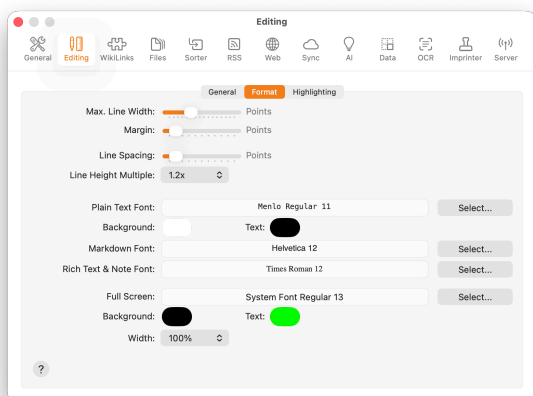 Editing
General Editing WikiLinks Files Sorter RSS Web Sync AI Data OCR Imprinter Server
General Format Highlighting
Max. Line Width: Points
Margin: Points
Line Spacing: Points
Line Height Multiple: 1.2x
Plain Text Font: Menlo Regular 11 Select...
Background: Text:
Markdown Font: Helvetica 12 Select...
Rich Text & Note Font: Times Roman 12 Select...
Full Screen: System Font Regular 13 Select...
Background: Text:
Width: 100%
?